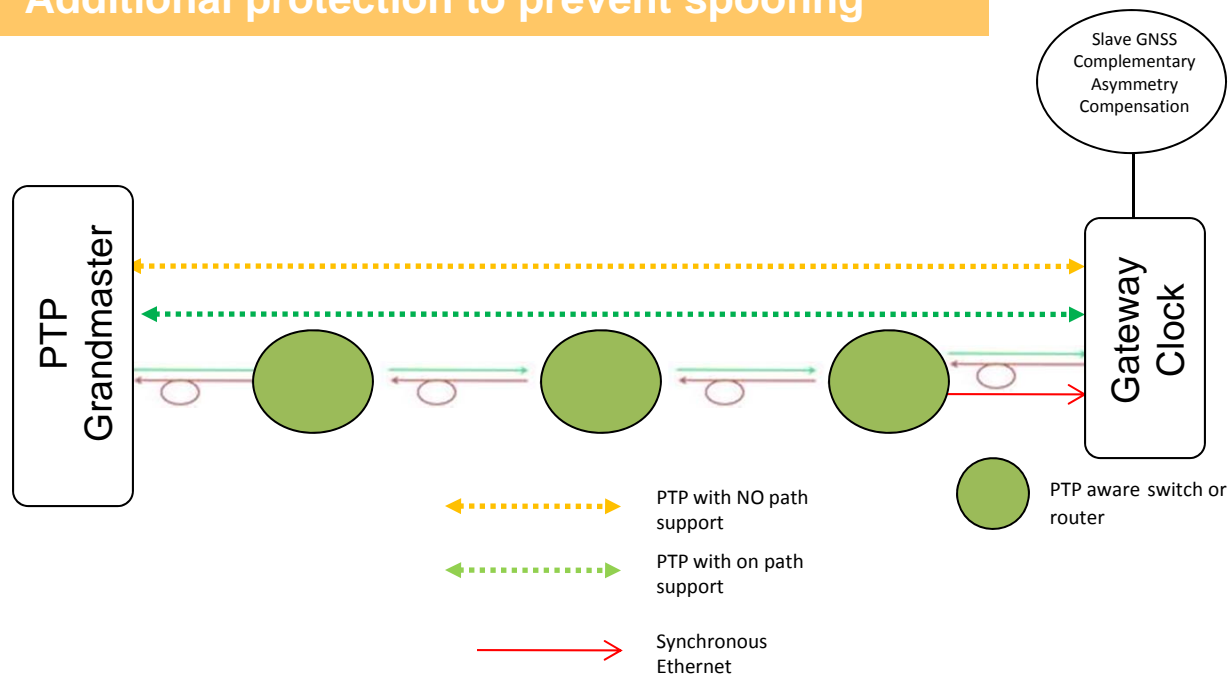 Additional protection to prevent spoofing
Slave GNSS
Complementary
Asymmetry
Compensation
PTP
Grandmaster
Gateway
Clock
PTP with NO path
support
PTP aware switch or
router
PTP with on path
support
Synchronous
Ethernet